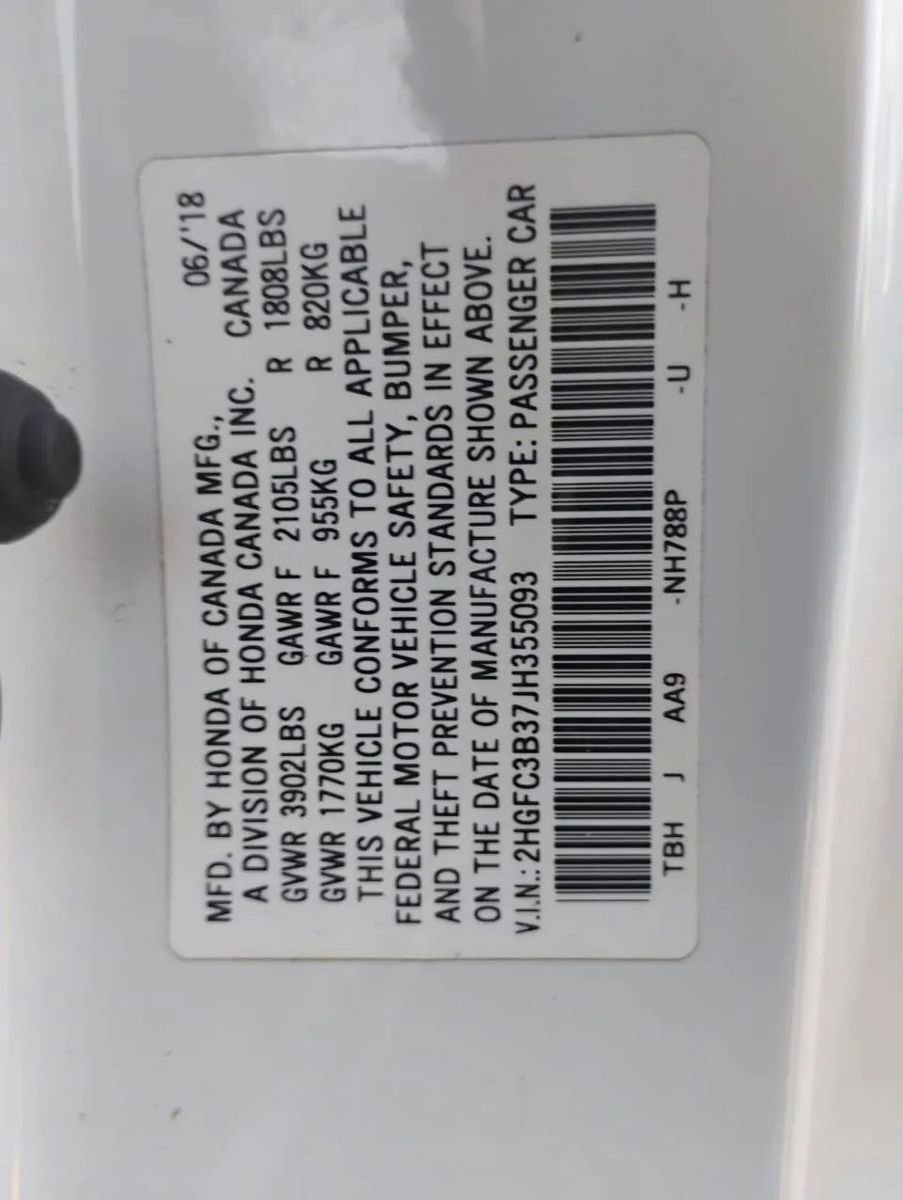 MFD. BY HONDA OF CANADA MFG., 06/'18
A DIVISION OF HONDA CANADA INC. CANADA
GVWR 3902LBS GAWR F 2105LBS R 1808LBS
GVWR 1770KG GAWR F 955KG R 820KG
THIS VEHICLE CONFORMS TO ALL APPLICABLE
FEDERAL MOTOR VEHICLE SAFETY, BUMPER,
AND THEFT PREVENTION STANDARDS IN EFFECT
ON THE DATE OF MANUFACTURE SHOWN ABOVE.
V.I.N.: 2HGFC3B37JH355093 TYPE: PASSENGER CAR
TBH J AA9 -NH788P -U -H